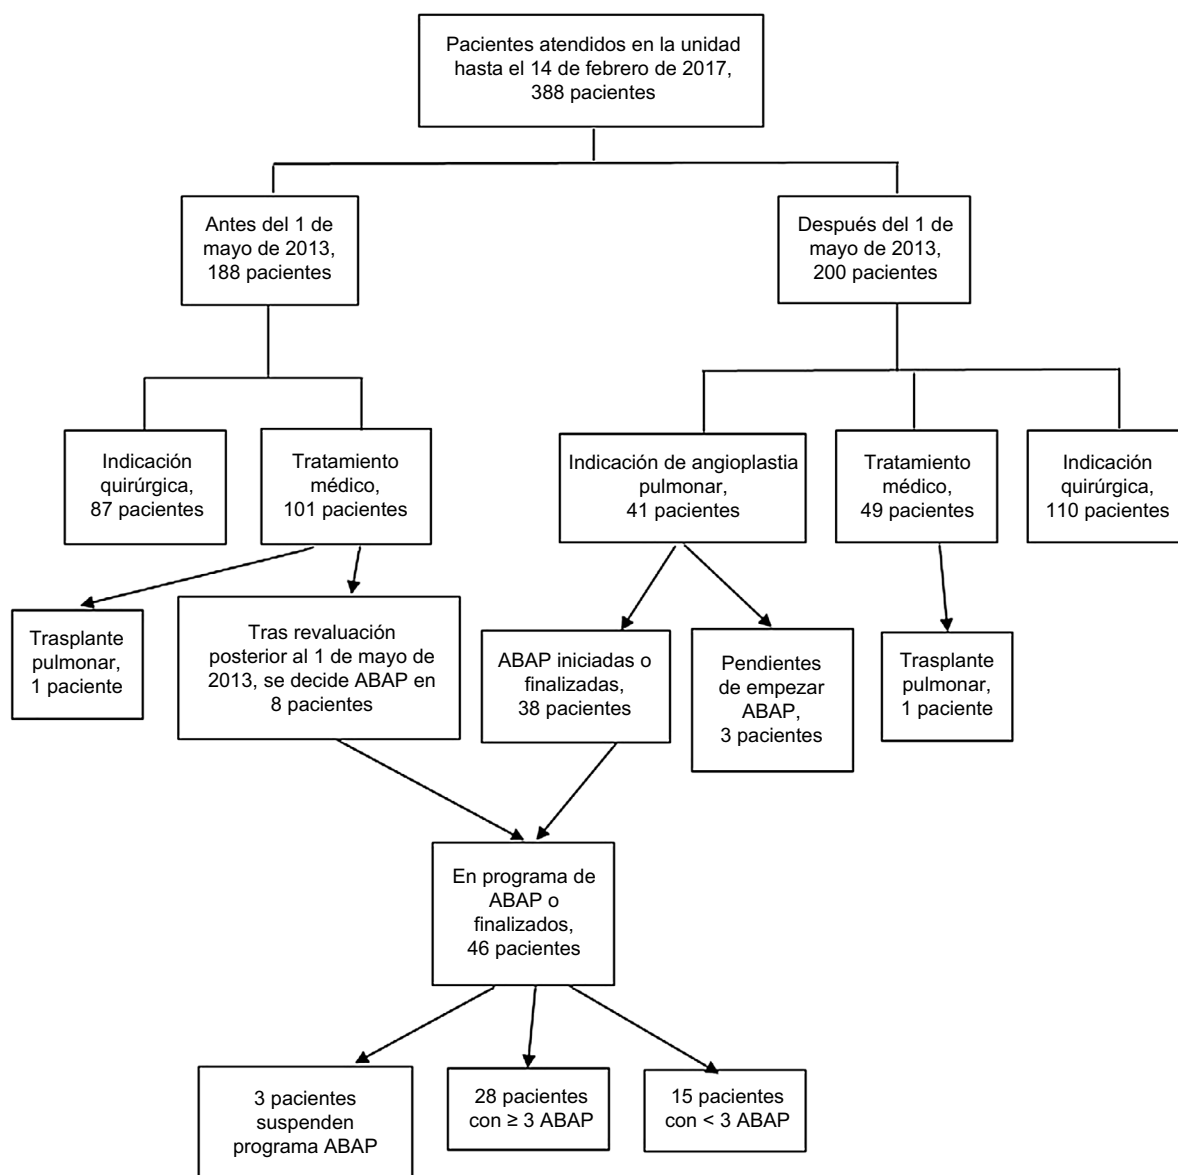 Pacientes atendidos en la unidad
hasta el 14 de febrero de 2017,
388 pacientes
Antes del 1 de
mayo de 2013,
188 pacientes
Después del 1 de
mayo de 2013,
200 pacientes
Indicación
quirúrgica,
87 pacientes
Tratamiento
médico,
101 pacientes
Indicación de angioplastia
pulmonar,
41 pacientes
Tratamiento
médico,
49 pacientes
Indicación
quirúrgica,
110 pacientes
Trasplante
pulmonar,
1 paciente
Tras revaluación
posterior al 1 de mayo de
2013, se decide ABAP en
8 pacientes
ABAP iniciadas o
finalizadas,
38 pacientes
Pendientes
de empezar
ABAP,
3 pacientes
Trasplante
pulmonar,
1 paciente
En programa de
ABAP o
finalizados,
46 pacientes
3 pacientes
suspenden
programa ABAP
28 pacientes
con ≥ 3 ABAP
15 pacientes
con < 3 ABAP